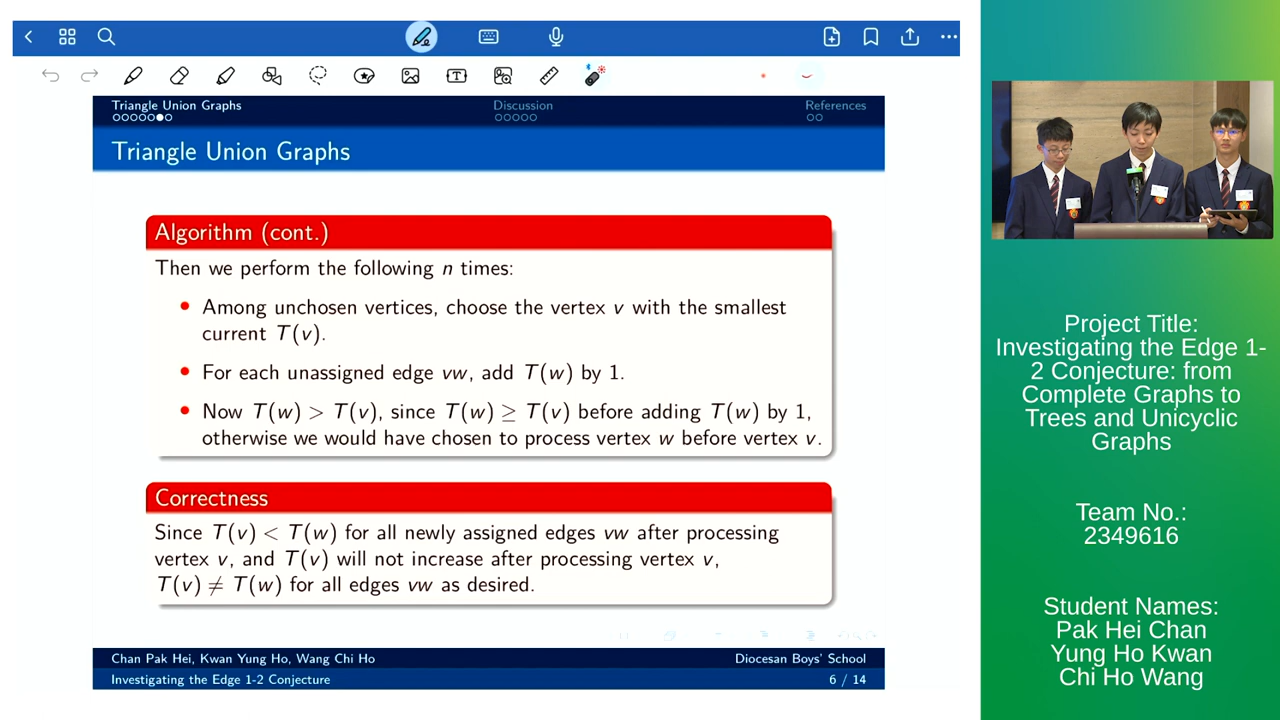 Triangle Union Graphs
Discussion
References
Triangle Union Graphs
Algorithm (cont.)
Then we perform the following n times:
Among unchosen vertices, choose the vertex v with the smallest
current T(v).
For each unassigned edge vw, add T(w) by 1.
Now T(w) > T(v), since T(w) ≥ T(v) before adding T(w) by 1,
otherwise we would have chosen to process vertex w before vertex v.
Correctness
Since T(v) < T(w) for all newly assigned edges vw after processing
vertex v, and T(v) will not increase after processing vertex v,
T(v) ≠ T(w) for all edges vw as desired.
Chan Pak Hei, Kwan Yung Ho, Wang Chi Ho
Diocesan Boys' School
Investigating the Edge 1-2 Conjecture
6 / 14
Project Title:
Investigating the Edge 1-
2 Conjecture: from
Complete Graphs to
Trees and Unicyclic
Graphs
Team No.:
2349616
Student Names:
Pak Hei Chan
Yung Ho Kwan
Chi Ho Wang